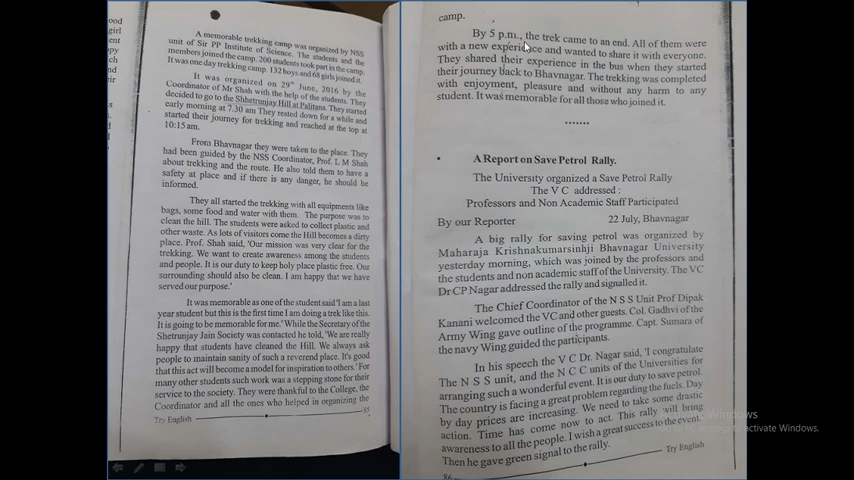 ood
girl
ent
opy
ch
nd
eir
s
A memorable trekking camp was organized by NSS
unit of Sir PP Institute of Science. The students and the
members joined the camp. 200 students took part in the camp.
It was one day trekking camp. 132 boys and 68 girls joined it.
It was organized on 29th June, 2016 by the
Coordinator of Mr Shah with the help of the students. They
decided to go to the Shhetrunjay Hill at Palitana. They started
early morning at 7.30 am They rested down for a while and
started their journey for trekking and reached at the top at
10:15 am.
From Bhavnagar they were taken to the place. They
had been guided by the NSS Coordinator, Prof. L M Shah
about trekking and the route. He also told them to have a
safety at place and if there is any danger, he should be
informed.
They all started the trekking with all equipments like
bags, some food and water with them. The purpose was to
clean the hill. The students were asked to collect plastic and
other waste. As lots of visitors come the Hill becomes a dirty
place. Prof. Shah said, 'Our mission was very clear for the
trekking. We want to create awareness among the students
and people. It is our duty to keep holy place plastic free. Our
surrounding should also be clean. I am happy that we have
served our purpose.'
It was memorable as one of the student said 'I am a last
year student but this is the first time I am doing a trek like this.
It is going to be memorable for me.' While the Secretary of the
Shetrunjay Jain Society was contacted he told, 'We are really
happy that students have cleaned the Hill. We always ask
people to maintain sanity of such a reverend place. It's good
that this act will become a model for inspiration to others.' For
many other students such work was a stepping stone for their
service to the society. They were thankful to the College, the
Coordinator and all the ones who helped in organizing the
Try English 85
camp.
By 5 p.m., the trek came to an end. All of them were
with a new experience and wanted to share it with everyone.
They shared their experience in the bus when they started
their journey back to Bhavnagar. The trekking was completed
with enjoyment, pleasure and without any harm to any
student. It was memorable for all those who joined it.
.......
• A Report on Save Petrol Rally.
The University organized a Save Petrol Rally
The V C addressed :
Professors and Non Academic Staff Participated
By our Reporter 22 July, Bhavnagar
A big rally for saving petrol was organized by
Maharaja Krishnakumarsinhji Bhavnagar University
yesterday morning, which was joined by the professors and
the students and non academic staff of the University. The VC
Dr CP Nagar addressed the rally and signalled it.
The Chief Coordinator of the N S S Unit Prof Dipak
Kanani welcomed the VC and other guests. Col. Gadhvi of the
Army Wing gave outline of the programme. Capt. Sumara of
the navy Wing guided the participants.
In his speech the V C Dr. Nagar said, 'I congratulate
The N S S unit, and the N C C units of the Universities for
arranging such a wonderful event. It is our duty to save petrol.
The country is facing a great problem regarding the fuels. Day
by day prices are increasing. We need to take some drastic
action. Time has come now to act. This rally will bring
awareness to all the people. I wish a great success to the event.'
Then he gave green signal to the rally.
86 Try English
Windows
settings to activate Windows.